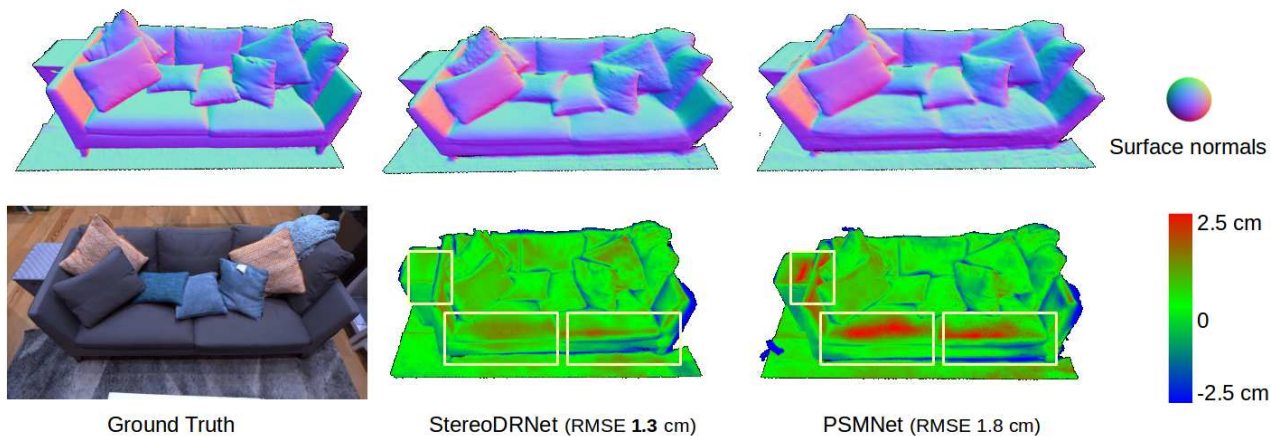 Surface normals
2.5 cm
0
-2.5 cm
Ground Truth
StereoDRNet (RMSE 1.3 cm)
PSMNet (RMSE 1.8 cm)